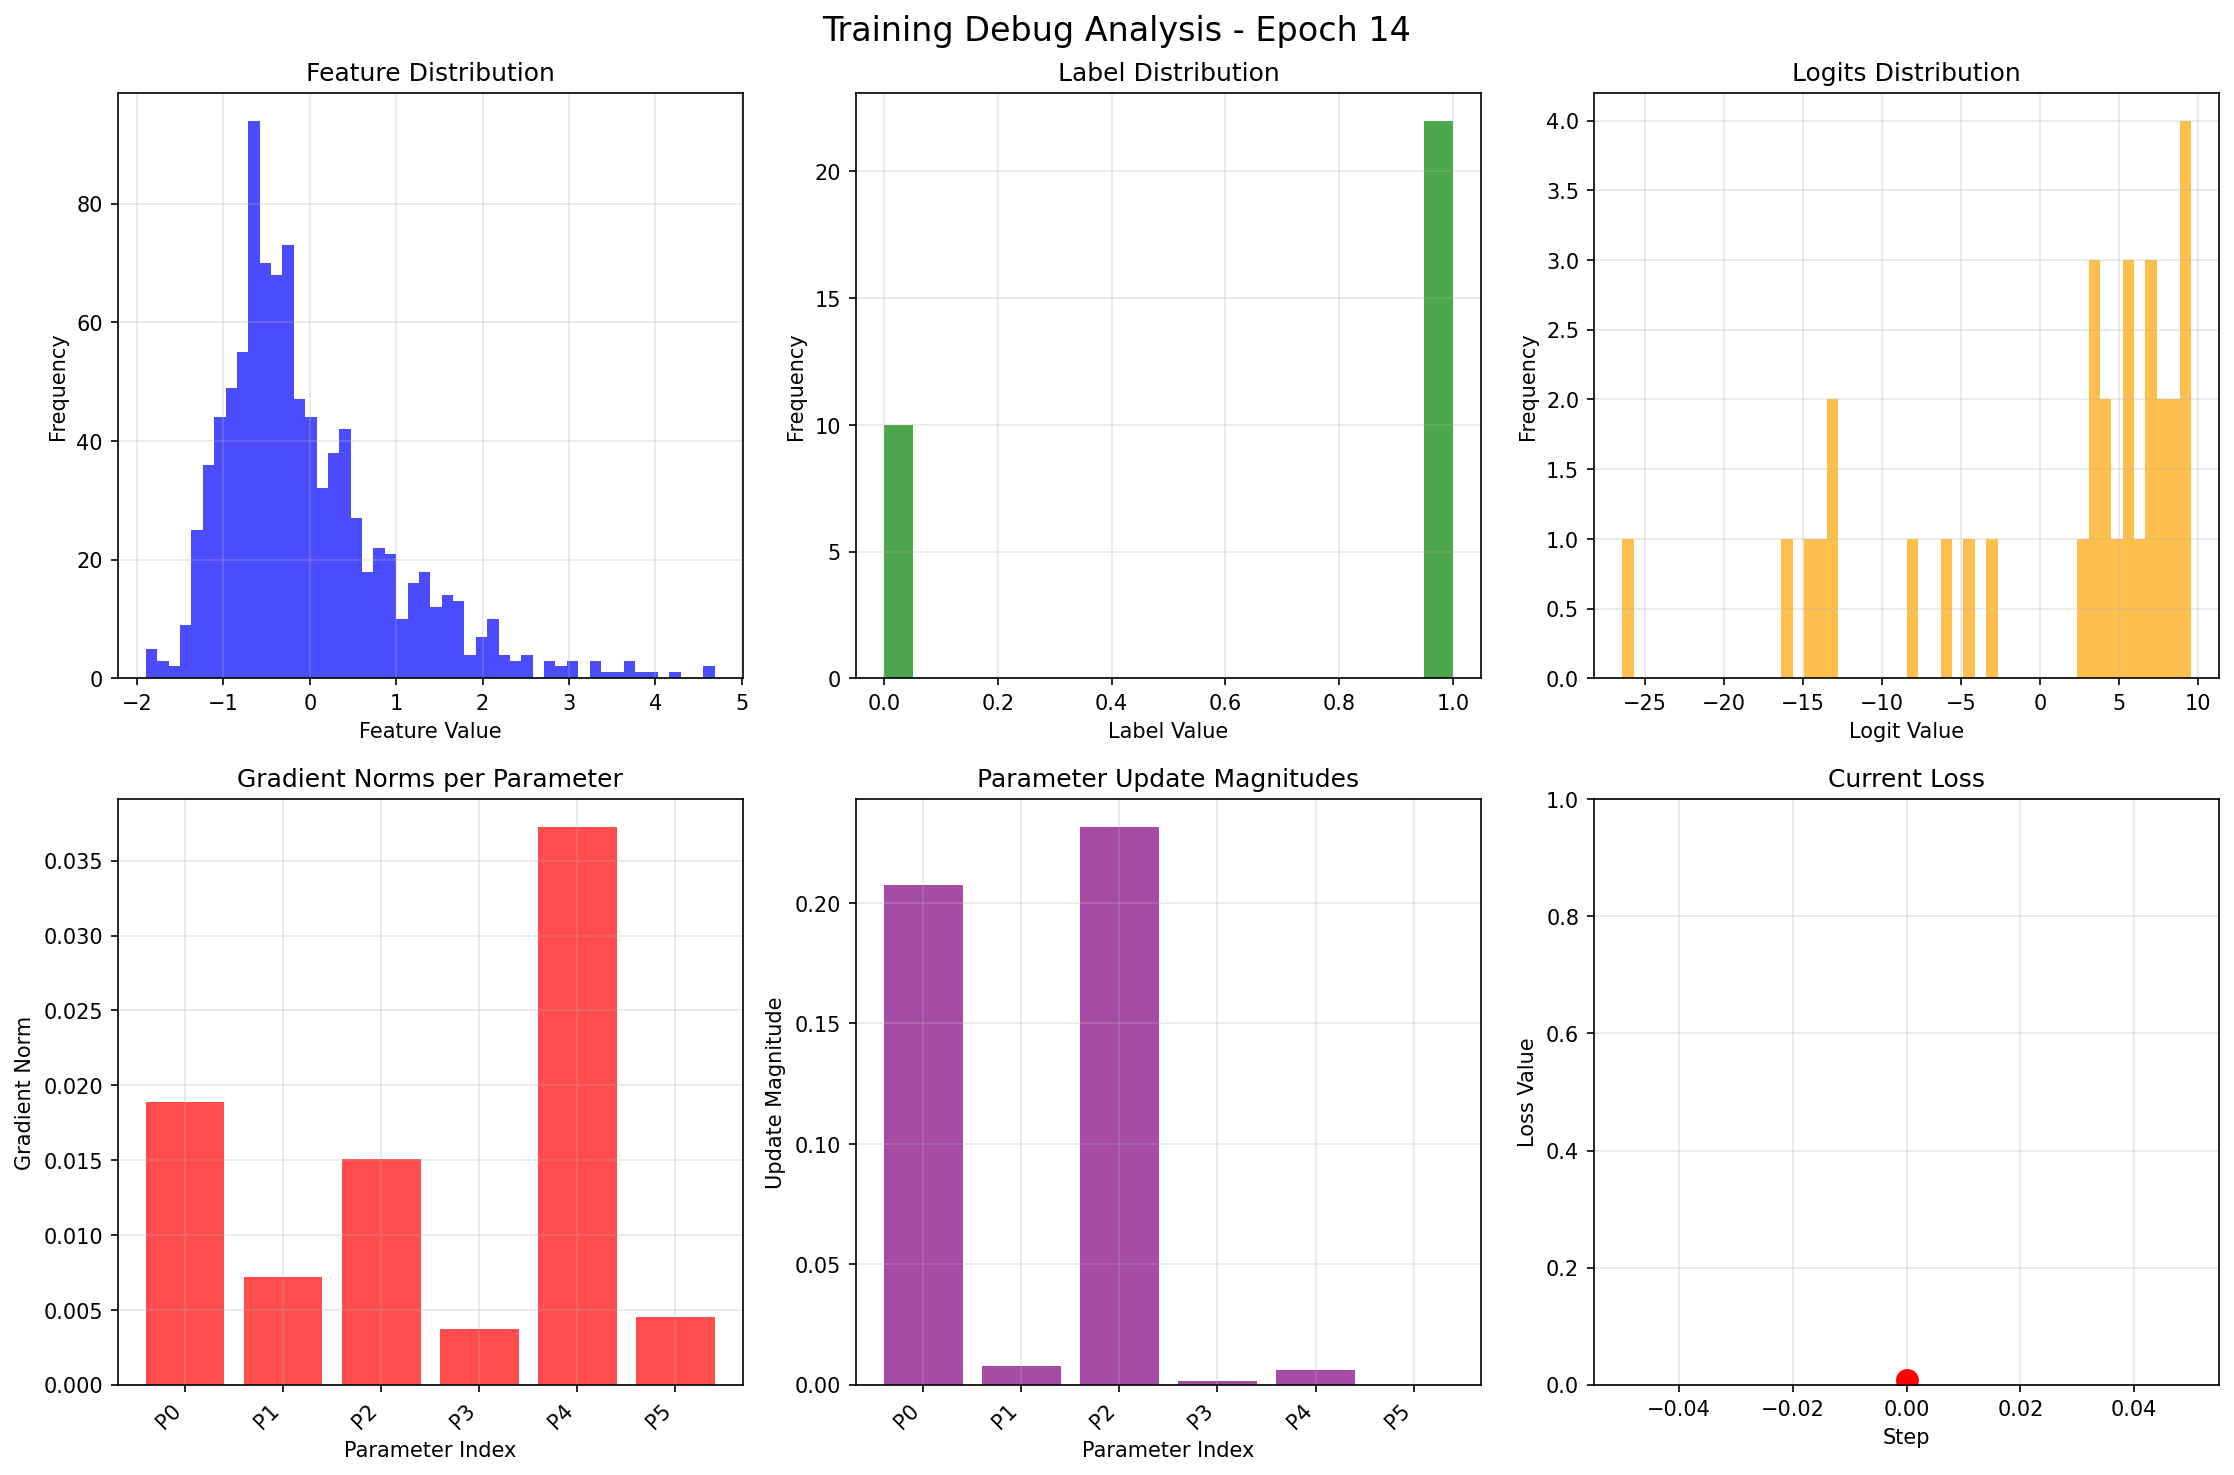 Training Debug Analysis - Epoch 14
Feature Distribution
Frequency
0
20
40
60
80
−2
−1
0
1
2
3
4
5
Feature Value
Label Distribution
Frequency
0
5
10
15
20
0.0
0.2
0.4
0.6
0.8
1.0
Label Value
Logits Distribution
Frequency
0.0
0.5
1.0
1.5
2.0
2.5
3.0
3.5
4.0
−25
−20
−15
−10
−5
0
5
10
Logit Value
Gradient Norms per Parameter
Gradient Norm
0.000
0.005
0.010
0.015
0.020
0.025
0.030
0.035
P0
P1
P2
P3
P4
P5
Parameter Index
Parameter Update Magnitudes
Update Magnitude
0.00
0.05
0.10
0.15
0.20
P0
P1
P2
P3
P4
P5
Parameter Index
Current Loss
Loss Value
0.0
0.2
0.4
0.6
0.8
1.0
−0.04
−0.02
0.00
0.02
0.04
Step